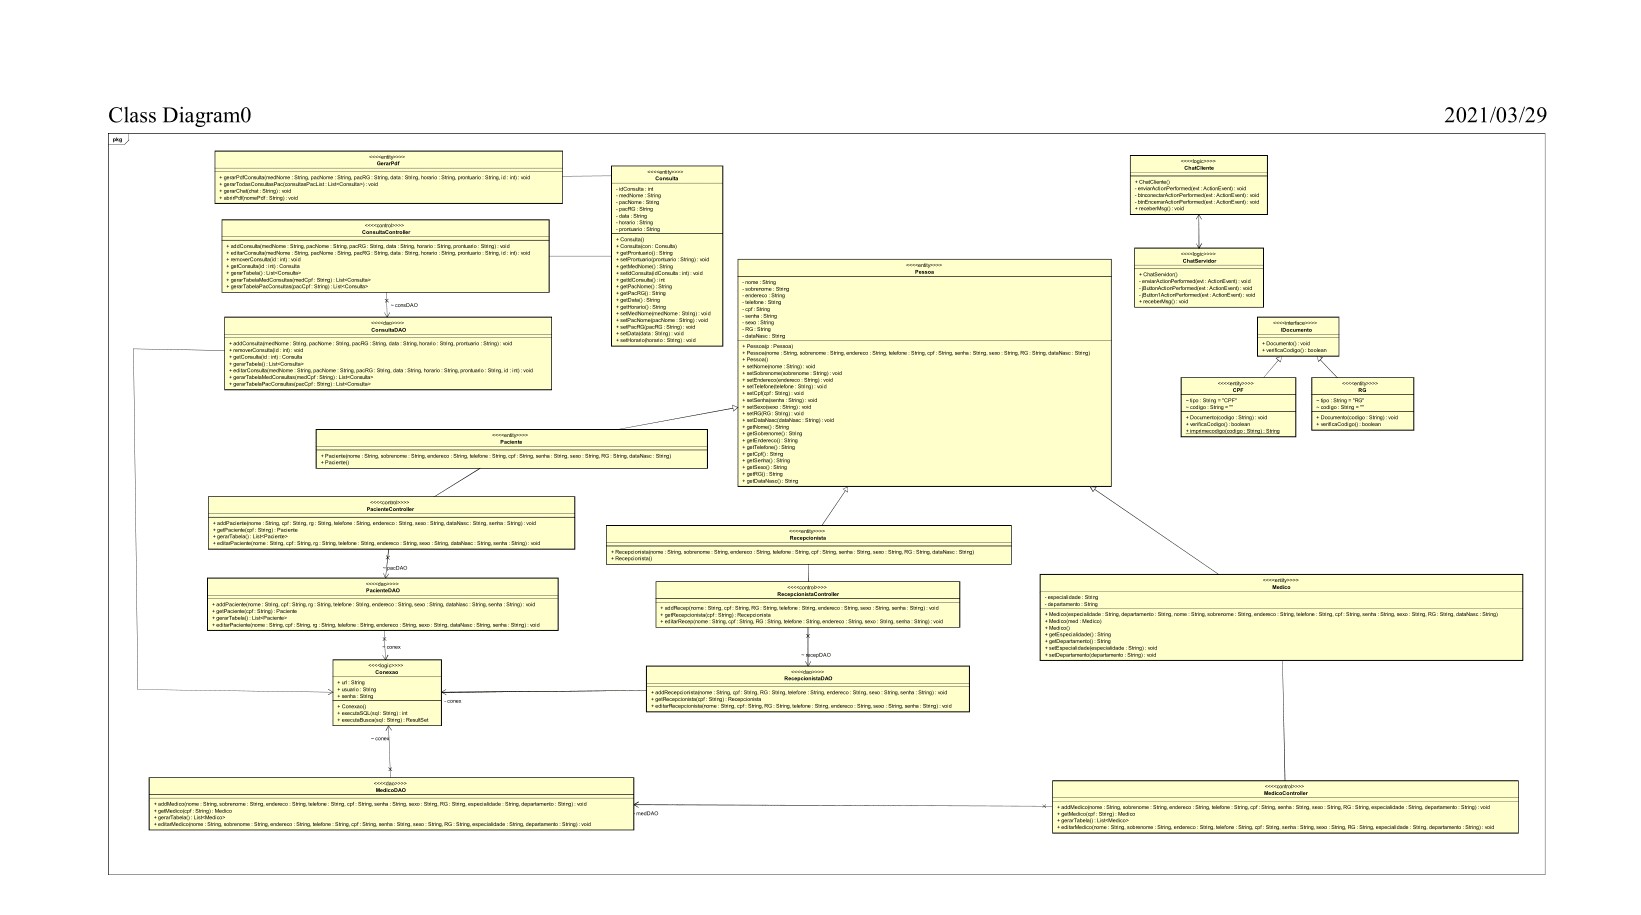 Class Diagram0
2021/03/29
pkg
<<<<entity>>>>
GerarPdf
+ gerarPdfConsulta(medNome : String, pacNome : String, pacRG : String, data : String, horario : String, prontuario : String, id : int) : void
+ gerarTodasConsultasPac(consultasPacList : List<Consulta>) : void
+ gerarChat(chat : String) : void
+ abrirPdf(nomePdf : String) : void
<<<<control>>>>
ConsultaController
+ addConsulta(medNome : String, pacNome : String, pacRG : String, data : String, horario : String, prontuario : String) : void
+ editarConsulta(medNome : String, pacNome : String, pacRG : String, data : String, horario : String, prontuario : String, id : int) : void
+ removerConsulta(id : int) : void
+ getConsulta(id : int) : Consulta
+ gerarTabela() : List<Consulta>
+ gerarTabelaMedConsultas(medCpf : String) : List<Consulta>
+ gerarTabelaPacConsultas(pacCpf : String) : List<Consulta>
~ consDAO
<<<<dao>>>>
ConsultaDAO
+ addConsulta(medNome : String, pacNome : String, pacRG : String, data : String, horario : String, prontuario : String) : void
+ removerConsulta(id : int) : void
+ getConsulta(id : int) : Consulta
+ gerarTabela() : List<Consulta>
+ editarConsulta(medNome : String, pacNome : String, pacRG : String, data : String, horario : String, prontuario : String, id : int) : void
+ gerarTabelaMedConsultas(medCpf : String) : List<Consulta>
+ gerarTabelaPacConsultas(pacCpf : String) : List<Consulta>
<<<<entity>>>>
Consulta
- idConsulta : int
- medNome : String
- pacNome : String
- pacRG : String
- data : String
- horario : String
- prontuario : String
+ Consulta()
+ Consulta(con : Consulta)
+ getProntuario() : String
+ setProntuario(prontuario : String) : void
+ getMedNome() : String
+ setIdConsulta(idConsulta : int) : void
+ getIdConsulta() : int
+ getPacNome() : String
+ getPacRG() : String
+ getData() : String
+ getHorario() : String
+ setMedNome(medNome : String) : void
+ setPacNome(pacNome : String) : void
+ setPacRG(pacRG : String) : void
+ setData(data : String) : void
+ setHorario(horario : String) : void
<<<<entity>>>>
Pessoa
- nome : String
- sobrenome : String
- endereco : String
- telefone : String
- cpf : String
- senha : String
- sexo : String
- RG : String
- dataNasc : String
+ Pessoa(p : Pessoa)
+ Pessoa(nome : String, sobrenome : String, endereco : String, telefone : String, cpf : String, senha : String, sexo : String, RG : String, dataNasc : String)
+ Pessoa()
+ setNome(nome : String) : void
+ setSobrenome(sobrenome : String) : void
+ setEndereco(endereco : String) : void
+ setTelefone(telefone : String) : void
+ setCpf(cpf : String) : void
+ setSenha(senha : String) : void
+ setSexo(sexo : String) : void
+ setRG(RG : String) : void
+ setDataNasc(dataNasc : String) : void
+ getNome() : String
+ getSobrenome() : String
+ getEndereco() : String
+ getTelefone() : String
+ getCpf() : String
+ getSenha() : String
+ getSexo() : String
+ getRG() : String
+ getDataNasc() : String
<<<<logic>>>>
ChatCliente
+ ChatCliente()
- enviarActionPerformed(evt : ActionEvent) : void
- btnconectarActionPerformed(evt : ActionEvent) : void
- btnEncerrarActionPerformed(evt : ActionEvent) : void
+ receberMsg() : void
<<<<logic>>>>
ChatServidor
+ ChatServidor()
- enviarActionPerformed(evt : ActionEvent) : void
- jButtonActionPerformed(evt : ActionEvent) : void
- jButton1ActionPerformed(evt : ActionEvent) : void
+ receberMsg() : void
<<interface>>
IDocumento
+ Documento() : void
+ verificaCodigo() : boolean
<<<<entity>>>>
CPF
~ tipo : String = "CPF"
~ codigo : String = ""
+ Documento(codigo : String) : void
+ verificaCodigo() : boolean
+ imprimecodigo(codigo : String) : String
<<<<entity>>>>
RG
~ tipo : String = "RG"
~ codigo : String = ""
+ Documento(codigo : String) : void
+ verificaCodigo() : boolean
<<<<entity>>>>
Paciente
+ Paciente(nome : String, sobrenome : String, endereco : String, telefone : String, cpf : String, senha : String, sexo : String, RG : String, dataNasc : String)
+ Paciente()
<<<<control>>>>
PacienteController
+ addPaciente(nome : String, cpf : String, rg : String, telefone : String, endereco : String, sexo : String, dataNasc : String, senha : String) : void
+ getPaciente(cpf : String) : Paciente
+ gerarTabela() : List<Paciente>
+ editarPaciente(nome : String, cpf : String, rg : String, telefone : String, endereco : String, sexo : String, dataNasc : String, senha : String) : void
~ pacDAO
<<<<dao>>>>
PacienteDAO
+ addPaciente(nome : String, cpf : String, rg : String, telefone : String, endereco : String, sexo : String, dataNasc : String, senha : String) : void
+ getPaciente(cpf : String) : Paciente
+ gerarTabela() : List<Paciente>
+ editarPaciente(nome : String, cpf : String, rg : String, telefone : String, endereco : String, sexo : String, dataNasc : String, senha : String) : void
~ conex
<<<<logic>>>>
Conexao
+ url : String
+ usuario : String
+ senha : String
+ Conexao()
+ executaSQL(sql : String) : int
+ executaBusca(sql : String) : ResultSet
~ conex
~ conex
<<<<entity>>>>
Recepcionista
+ Recepcionista(nome : String, sobrenome : String, endereco : String, telefone : String, cpf : String, senha : String, sexo : String, RG : String, dataNasc : String)
+ Recepcionista()
<<<<control>>>>
RecepcionistaController
+ addRecep(nome : String, cpf : String, RG : String, telefone : String, endereco : String, sexo : String, senha : String) : void
+ getRecepcionista(cpf : String) : Recepcionista
+ editarRecep(nome : String, cpf : String, RG : String, telefone : String, endereco : String, sexo : String, senha : String) : void
~ recepDAO
<<<<dao>>>>
RecepcionistaDAO
+ addRecepcionista(nome : String, cpf : String, RG : String, telefone : String, endereco : String, sexo : String, senha : String) : void
+ getRecepcionista(cpf : String) : Recepcionista
+ editarRecepcionista(nome : String, cpf : String, RG : String, telefone : String, endereco : String, sexo : String, senha : String) : void
<<<<entity>>>>
Medico
- especialidade : String
- departamento : String
+ Medico(especialidade : String, departamento : String, nome : String, sobrenome : String, endereco : String, telefone : String, cpf : String, senha : String, sexo : String, RG : String, dataNasc : String)
+ Medico(med : Medico)
+ Medico()
+ getEspecialidade() : String
+ getDepartamento() : String
+ setEspecialidade(especialidade : String) : void
+ setDepartamento(departamento : String) : void
<<<<dao>>>>
MedicoDAO
+ addMedico(nome : String, sobrenome : String, endereco : String, telefone : String, cpf : String, senha : String, sexo : String, RG : String, especialidade : String, departamento : String) : void
+ getMedico(cpf : String) : Medico
+ gerarTabela() : List<Medico>
+ editarMedico(nome : String, sobrenome : String, endereco : String, telefone : String, cpf : String, senha : String, sexo : String, RG : String, especialidade : String, departamento : String) : void
~ medDAO
<<<<control>>>>
MedicoController
+ addMedico(nome : String, sobrenome : String, endereco : String, telefone : String, cpf : String, senha : String, sexo : String, RG : String, especialidade : String, departamento : String) : void
+ getMedico(cpf : String) : Medico
+ gerarTabela() : List<Medico>
+ editarMedico(nome : String, sobrenome : String, endereco : String, telefone : String, cpf : String, senha : String, sexo : String, RG : String, especialidade : String, departamento : String) : void